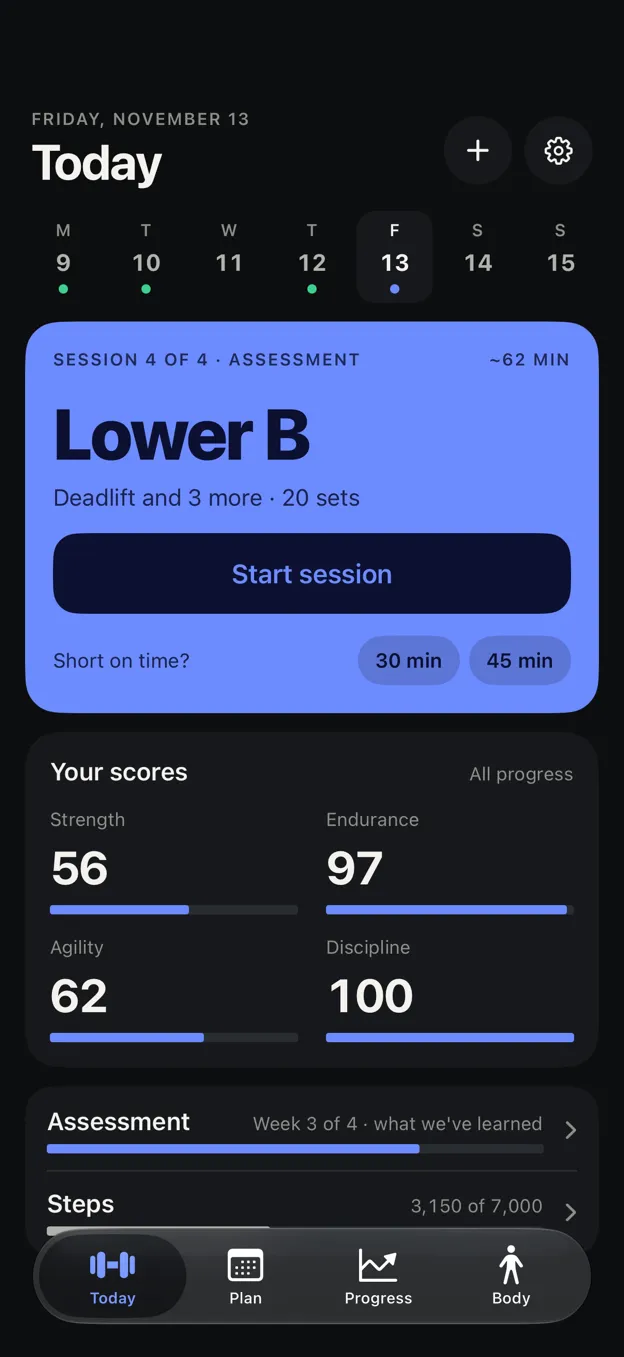 FRIDAY, NOVEMBER 13
Today
M T W T F S S
9 10 11 12 13 14 15
SESSION 4 OF 4 · ASSESSMENT ~62 MIN
Lower B
Deadlift and 3 more · 20 sets
Start session
Short on time? 30 min 45 min
Your scores All progress
Strength Endurance
56 97
Agility Discipline
62 100
Assessment Week 3 of 4 · what we've learned
Steps 3,150 of 7,000
Today Plan Progress Body